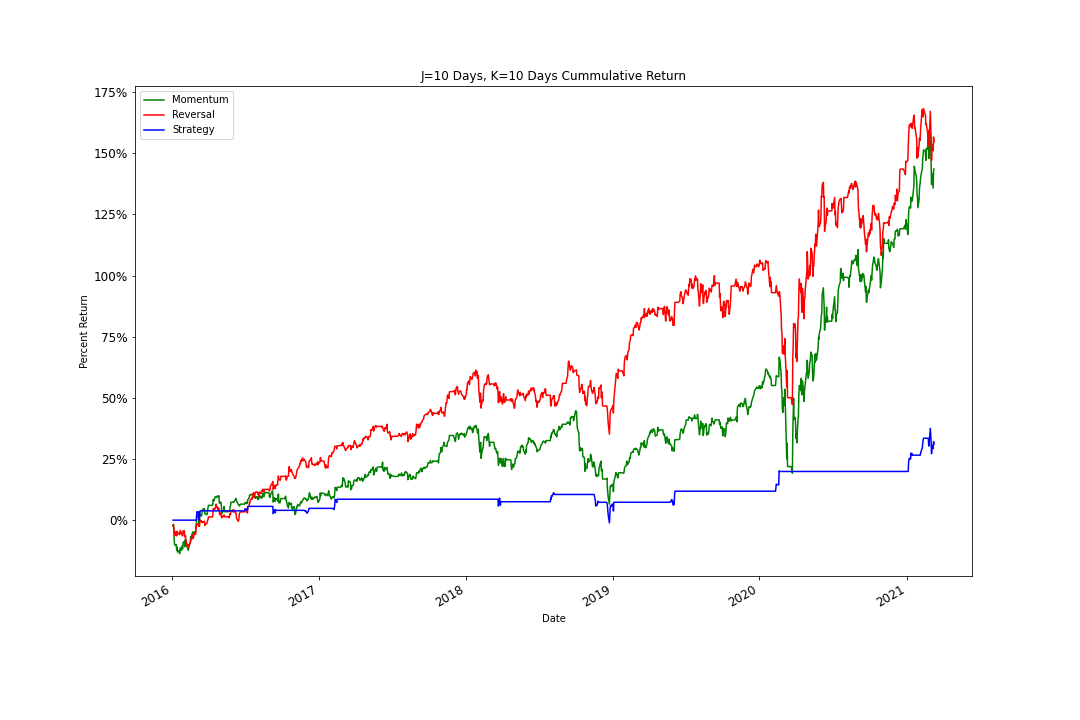 J=10 Days, K=10 Days Cummulative Return
175%
150%
125%
100%
75%
50%
25%
0%
Percent Return
Momentum
Reversal
Strategy
2016
2017
2018
2019
2020
2021
Date